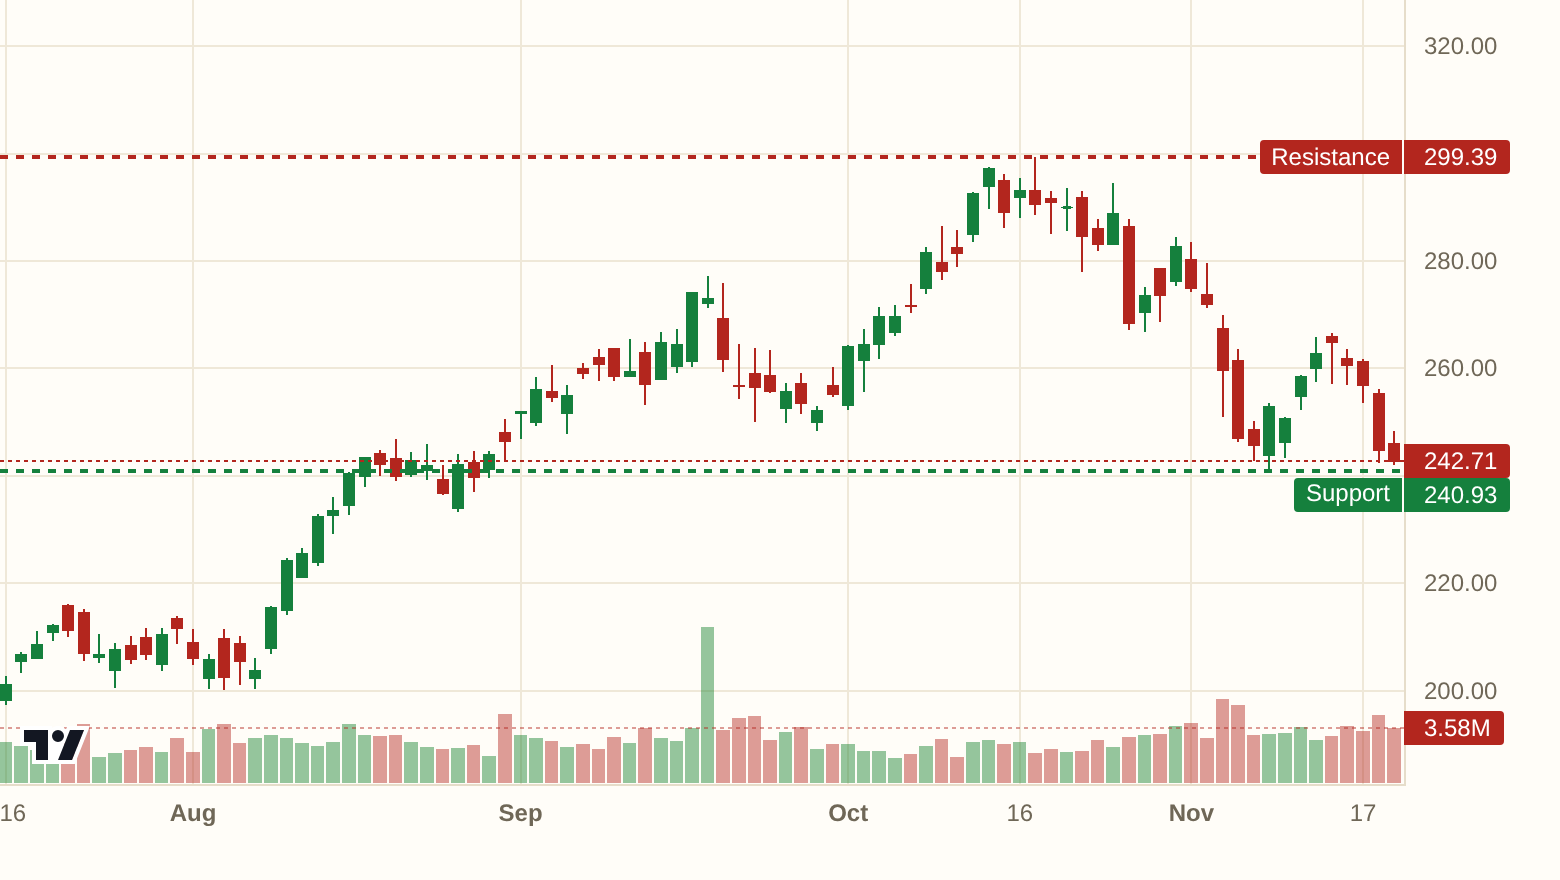 320.00
Resistance 299.39
280.00
260.00
242.71
Support 240.93
220.00
200.00
3.58M
16 Aug Sep Oct 16 Nov 17